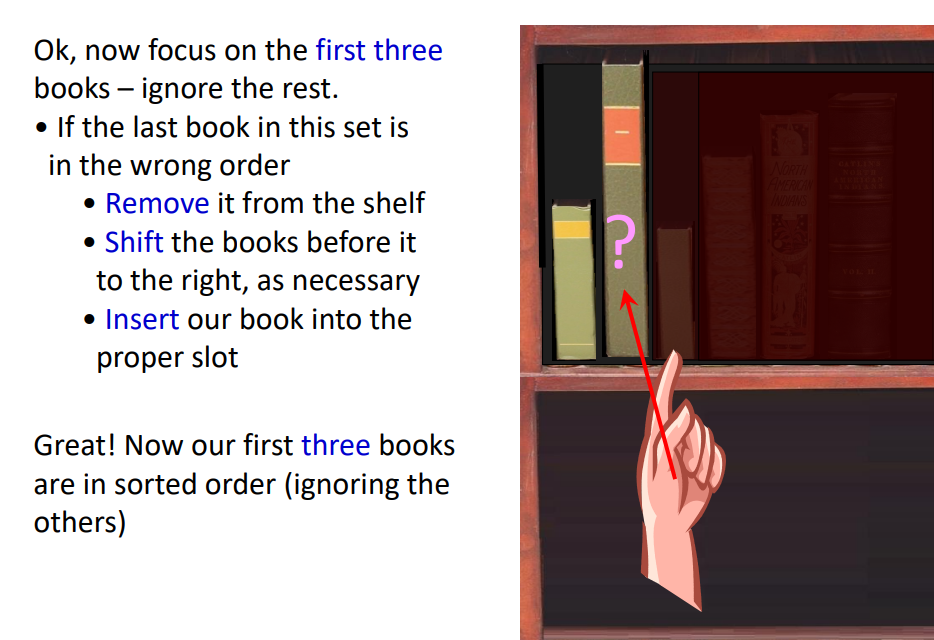 Ok, now focus on the first three
books – ignore the rest.
• If the last book in this set is
in the wrong order
• Remove it from the shelf
• Shift the books before it
to the right, as necessary
• Insert our book into the
proper slot
Great! Now our first three books
are in sorted order (ignoring the
others)
?
NORTH
AMERICAN
INDIANS